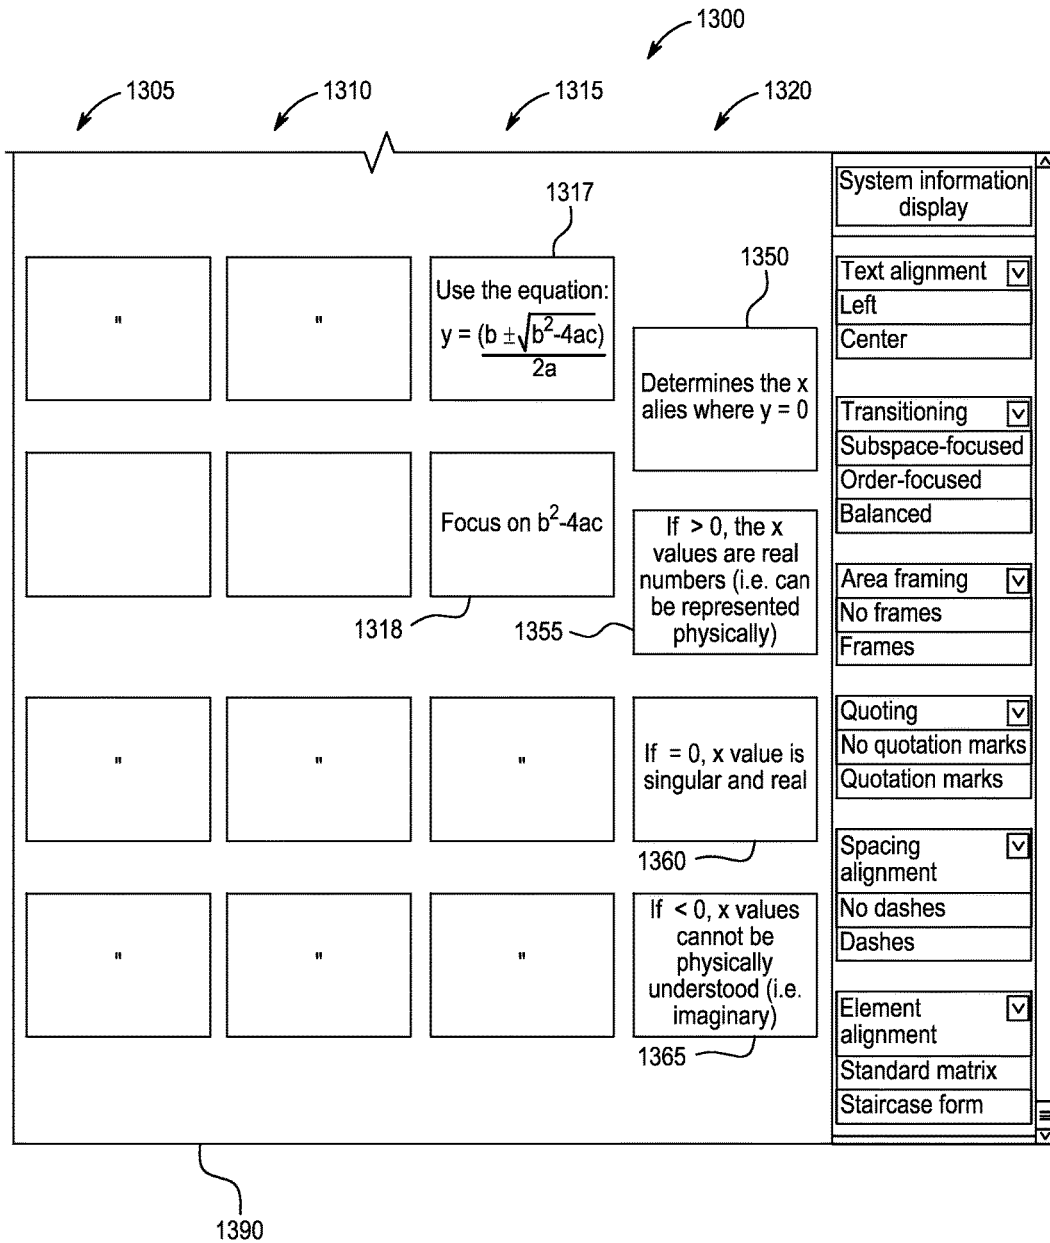 1300
1305
1310
1315
1320
1317
1350
"
"
Use the equation:
y = (b ±√b²-4ac)
2a
Determines the x
alies where y = 0
Focus on b²-4ac
1318
If > 0, the x
values are real
numbers (i.e. can
be represented
physically)
1355
"
"
"
If = 0, x value is
singular and real
1360
"
"
"
If < 0, x values
cannot be
physically
understood (i.e.
imaginary)
1365
1390
System information
display
Text alignment
Left
Center
Transitioning
Subspace-focused
Order-focused
Balanced
Area framing
No frames
Frames
Quoting
No quotation marks
Quotation marks
Spacing
alignment
No dashes
Dashes
Element
alignment
Standard matrix
Staircase form